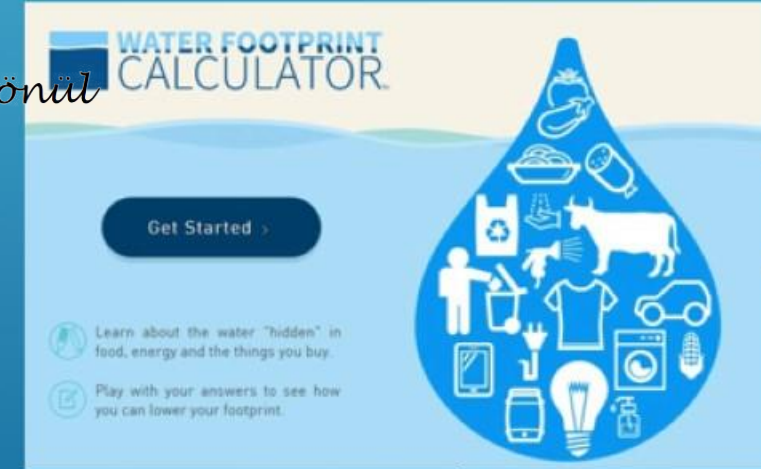 WATER FOOTPRINT
CALCULATOR
önül
Get Started >
Learn about the water "hidden" in
food, energy and the things you buy.
Play with your answers to see how
you can lower your footprint.